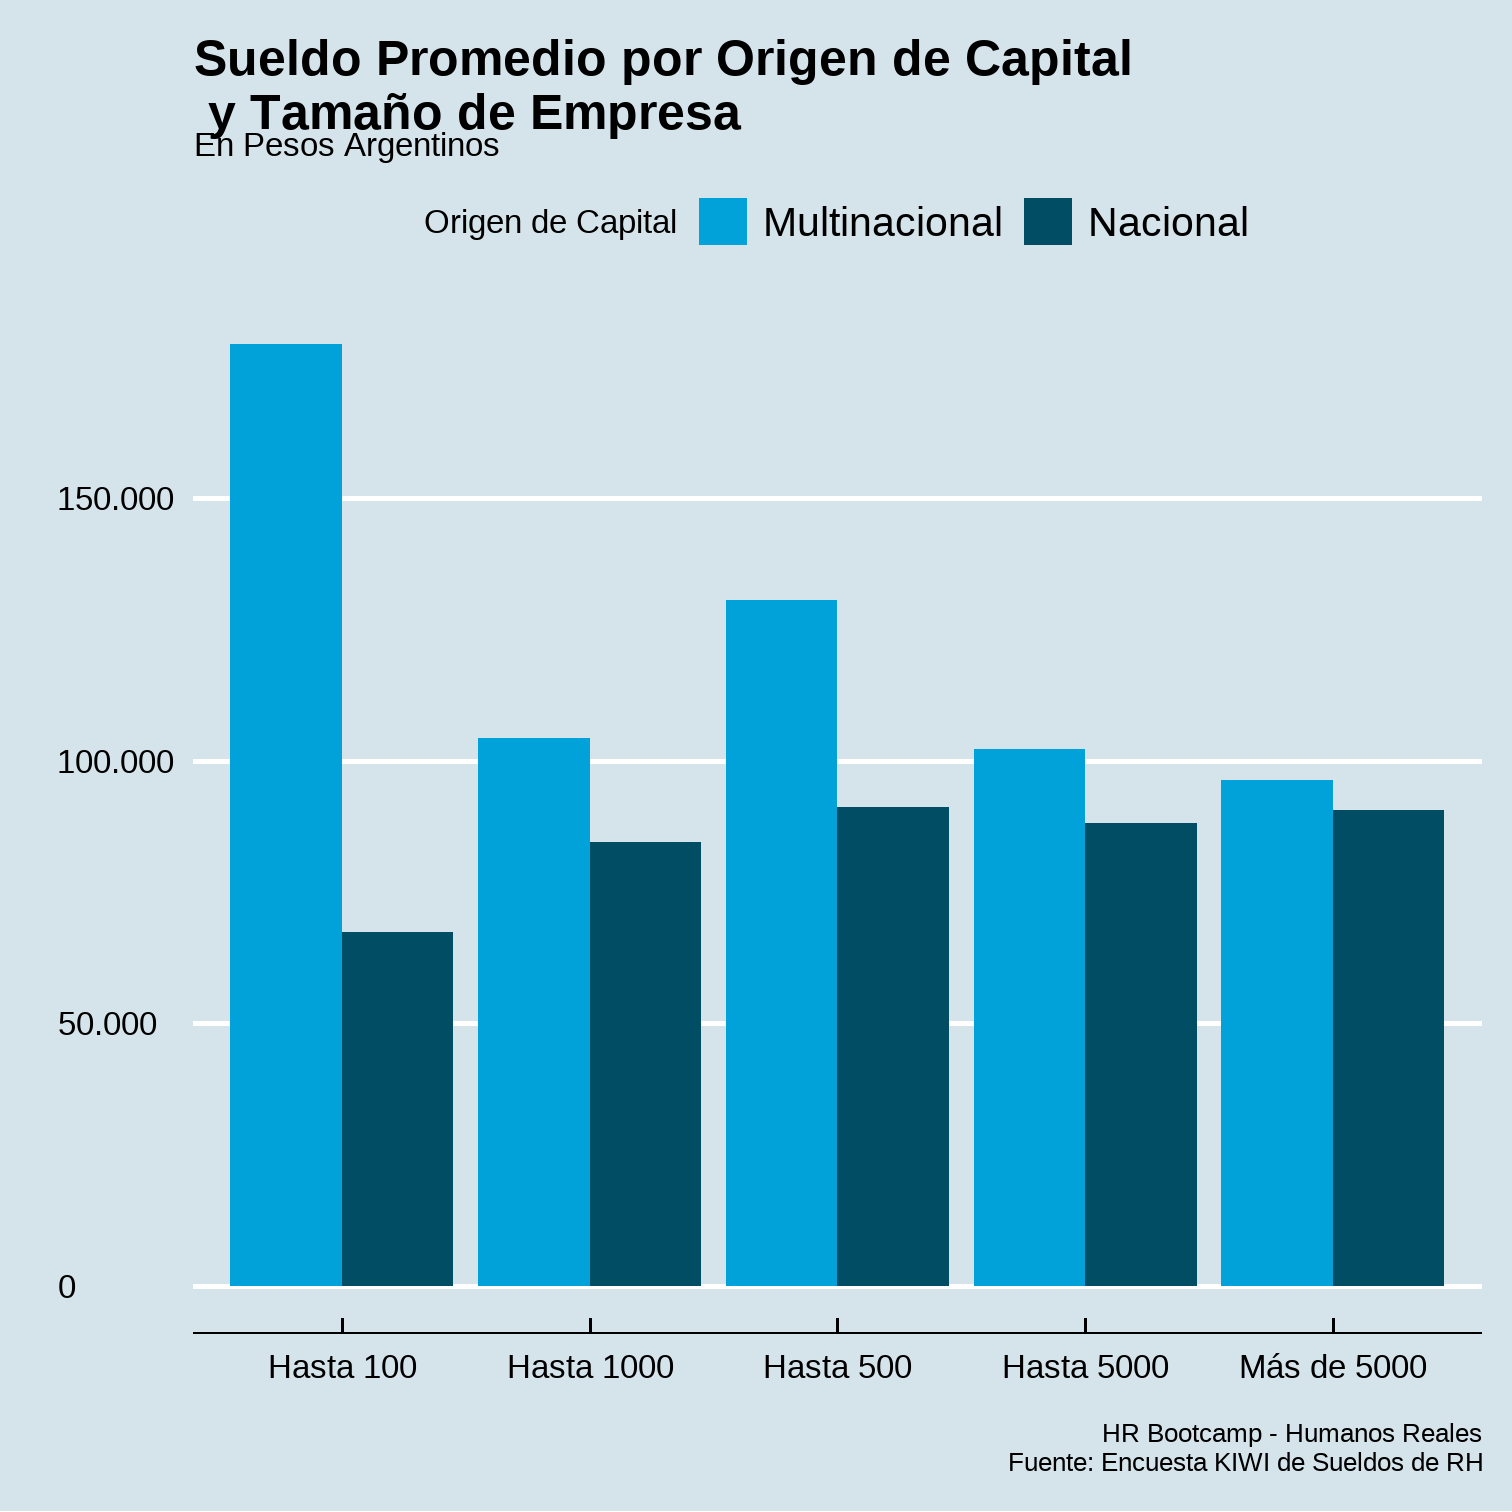 Sueldo Promedio por Origen de Capital
y Tamaño de Empresa
En Pesos Argentinos
Origen de Capital Multinacional Nacional
150.000
100.000
50.000
0
Hasta 100 Hasta 1000 Hasta 500 Hasta 5000 Más de 5000
HR Bootcamp - Humanos Reales
Fuente: Encuesta KIWI de Sueldos de RH